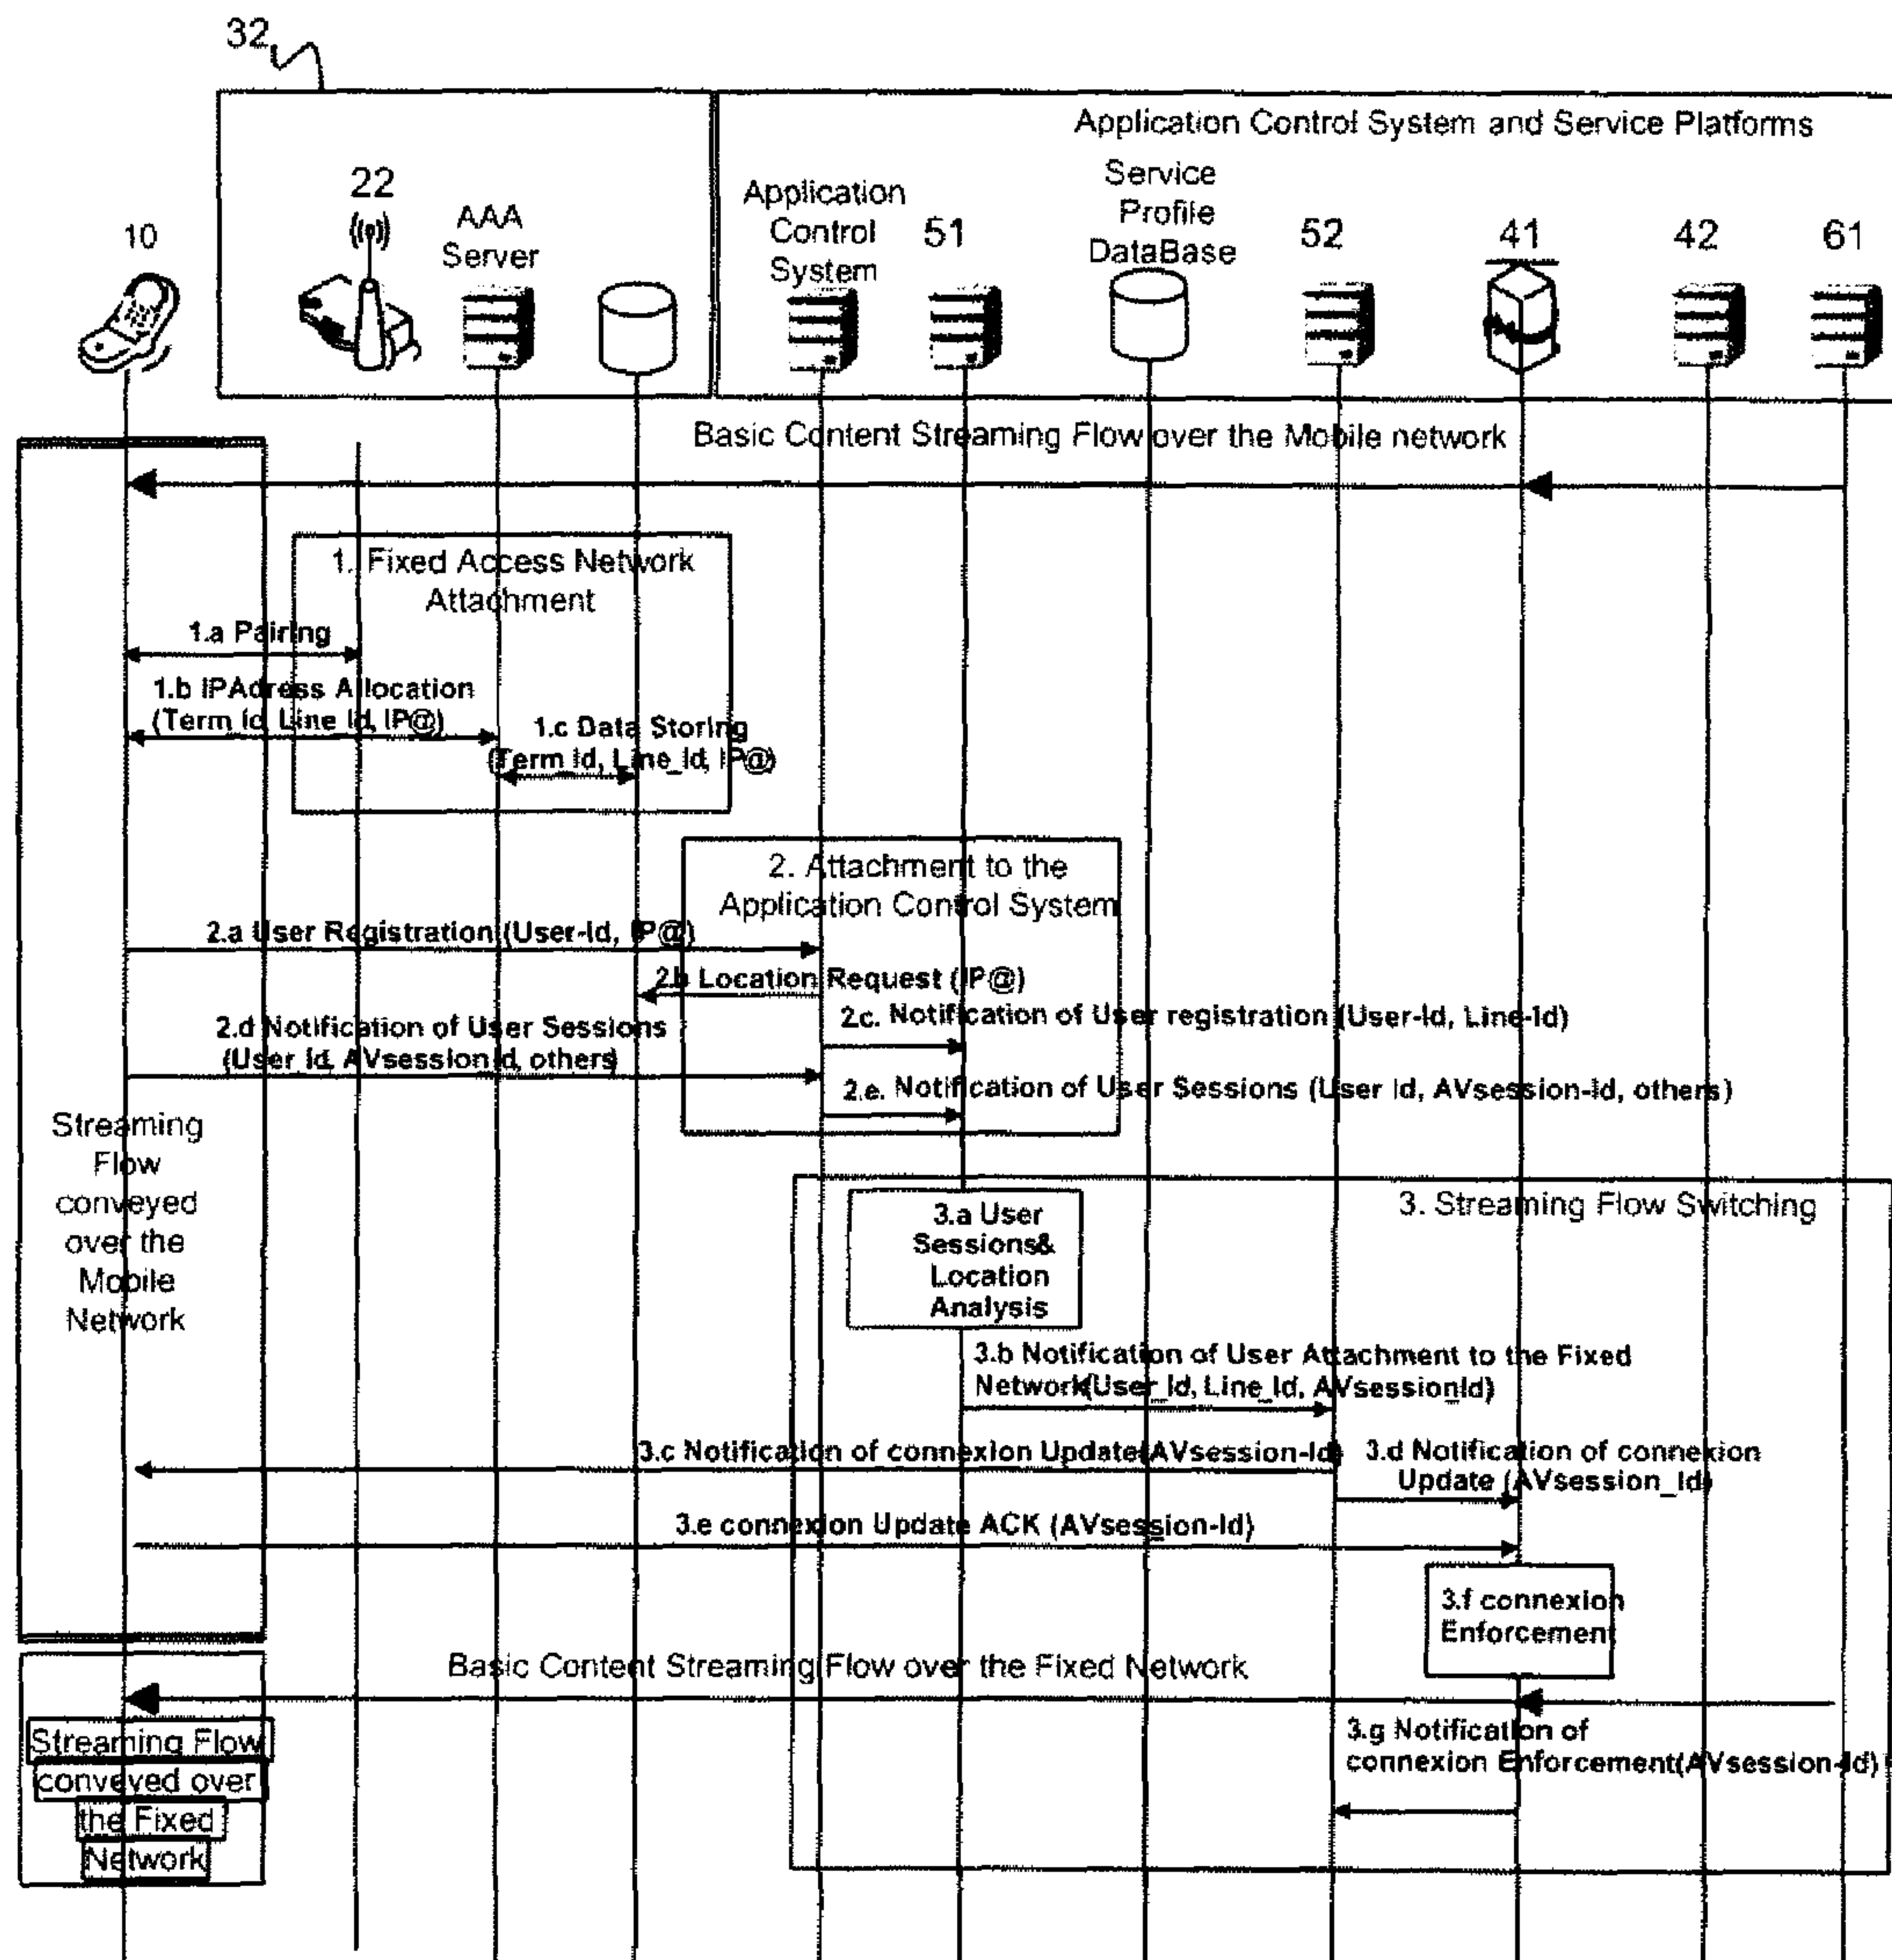 32
Application Control System and Service Platforms
10
22
AAA
Server
Application
Control
System
51
Service
Profile
DataBase
52
41
42
61
Basic Content Streaming Flow over the Mobile network
1. Fixed Access Network
Attachment
1.a Pairing
1.b IPAdress Allocation
(Term Id, Line Id, IP@)
1.c Data Storing
(Term_Id, Line_Id, IP@)
2. Attachment to the
Application Control System
2.a User Registration (User-Id, IP@)
2.b Location Request (IP@)
2.c. Notification of User registration (User-Id, Line-Id)
2.d Notification of User Sessions
(User Id, AVsessionId, others)
2.e. Notification of User Sessions (User Id, AVsession-Id, others)
Streaming
Flow
conveyed
over the
Mobile
Network
3. Streaming Flow Switching
3.a User
Sessions&
Location
Analysis
3.b Notification of User Attachment to the Fixed
Network(User_Id, Line_Id, AVsessionId)
3.c Notification of connexion Update(AVsession-Id)
3.d Notification of connexion
Update (AVsession_Id)
3.e connexion Update ACK (AVsession-Id)
3.f connexion
Enforcement
Basic Content Streaming Flow over the Fixed Network
Streaming Flow
conveyed over
the Fixed
Network
3.g Notification of
connexion Enforcement(AVsession-Id)